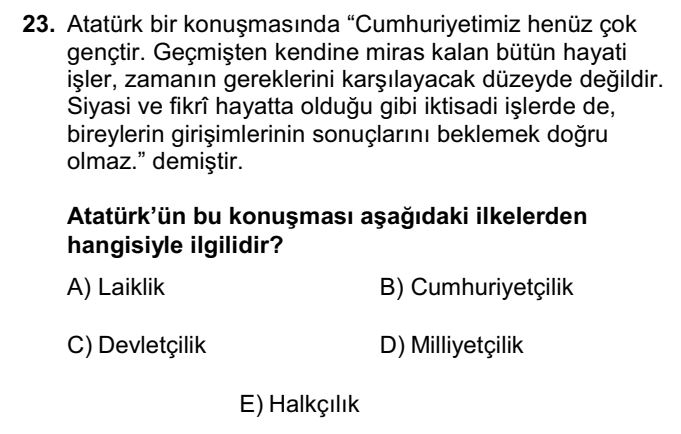 23. Atatürk bir konuşmasında “Cumhuriyetimiz henüz çok
gençtir. Geçmişten kendine miras kalan bütün hayati
işler, zamanın gereklerini karşılayacak düzeyde değildir.
Siyasi ve fikrî hayatta olduğu gibi iktisadi işlerde de,
bireylerin girişimlerinin sonuçlarını beklemek doğru
olmaz.” demiştir.
Atatürk’ün bu konuşması aşağıdaki ilkelerden
hangisiyle ilgilidir?
A) Laiklik B) Cumhuriyetçilik
C) Devletçilik D) Milliyetçilik
E) Halkçılık